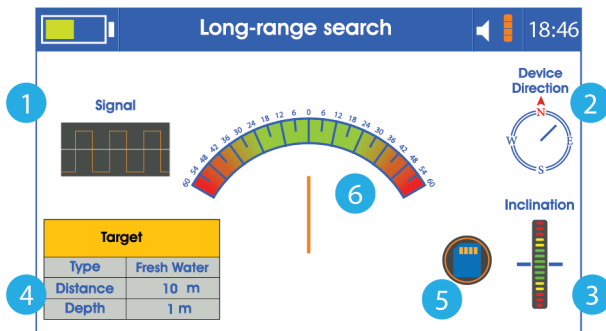 Long-range search
18:46
1
Signal
Device
Direction
2
N
W
E
S
60 54 48 42 36 30 24 18 12 6 0 6 12 18 24 30 36 42 48 54 60
6
Target
Type Fresh Water
Distance 10 m
Depth 1 m
4
5
Inclination
3